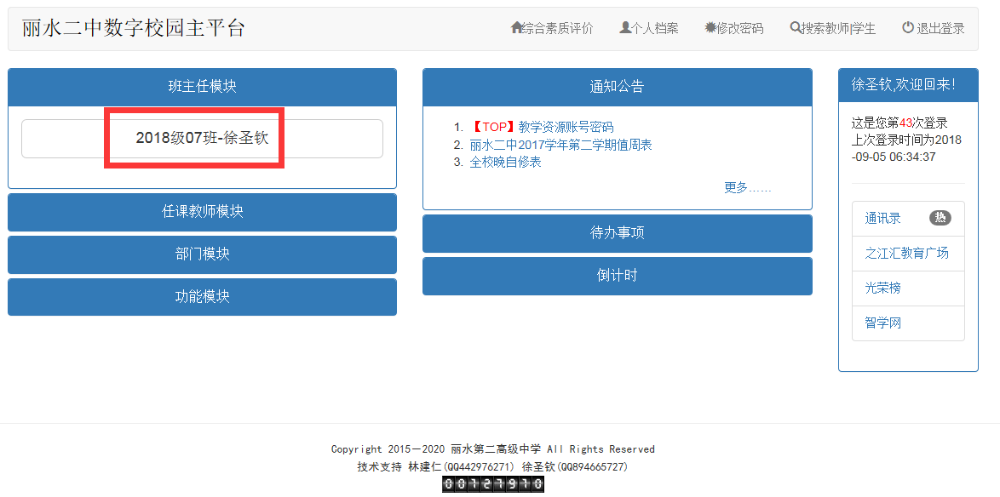 丽水二中数字校园主平台
综合素质评价 个人档案 修改密码 搜索教师|学生 退出登录
班主任模块
2018级07班-徐圣钦
任课教师模块
部门模块
功能模块
通知公告
1. 【TOP】教学资源账号密码
2. 丽水二中2017学年第二学期值周表
3. 全校晚自修表
更多……
待办事项
倒计时
徐圣钦,欢迎回来!
这是您第43次登录
上次登录时间为2018
-09-05 06:34:37
通讯录 热
之江汇教育广场
光荣榜
智学网
Copyright 2015－2020 丽水第二高级中学 All Rights Reserved
技术支持 林建仁(QQ442976271) 徐圣钦(QQ894665727)
00727970